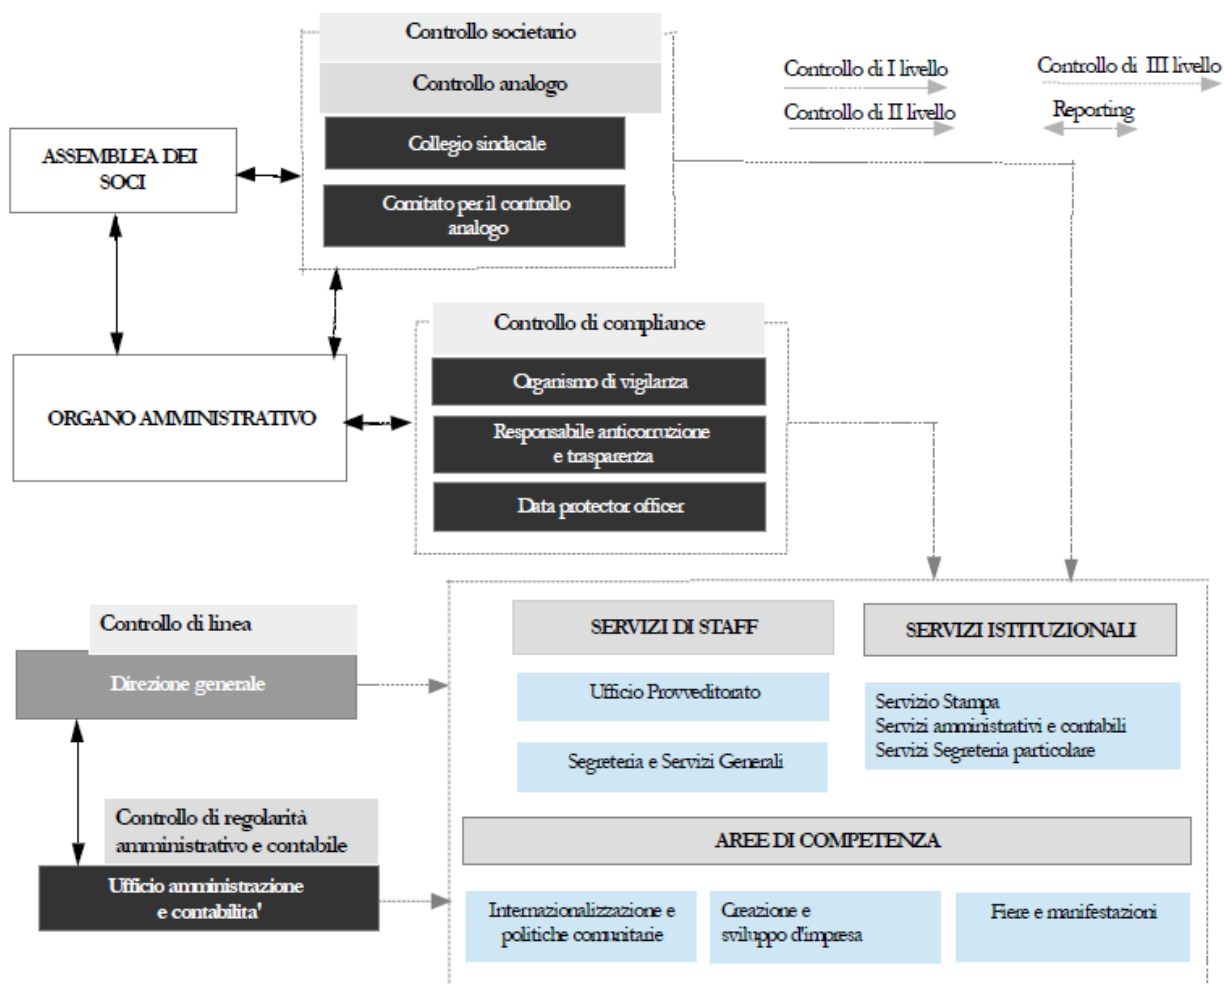 Controllo societario
Controllo analogo
Collegio sindacale
Comitato per il controllo
analogo
Controllo di I livello
Controllo di III livello
Controllo di II livello
Reporting
ASSEMBLEA DEI
SOCI
Controllo di compliance
Organismo di vigilanza
Responsabile anticorruzione
e trasparenza
Data protector officer
ORGANO AMMINISTRATIVO
Controllo di linea
Direzione generale
Controllo di regolarità
amministrativo e contabile
Ufficio amministrazione
e contabilita'
SERVIZI DI STAFF
Ufficio Provveditorato
Segreteria e Servizi Generali
SERVIZI ISTITUZIONALI
Servizio Stampa
Servizi amministrativi e contabili
Servizi Segreteria particolare
AREE DI COMPETENZA
Internazionalizzazione e
politiche comunitarie
Creazione e
sviluppo d'impresa
Fiere e manifestazioni